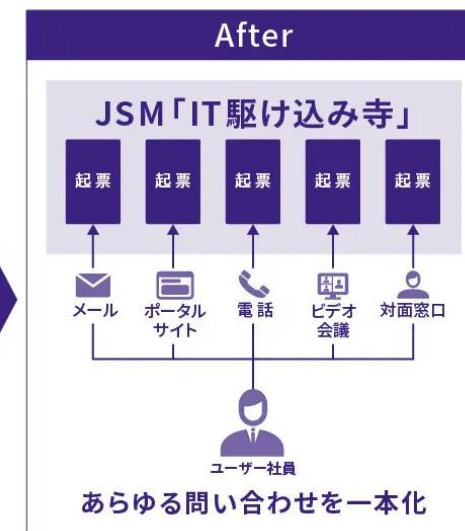 After
JSM「IT駆け込み寺」
起票 起票 起票 起票 起票
メール ポータル 電話 ビデオ 対面窓口
サイト 会議
ユーザー社員
あらゆる問い合わせを一本化